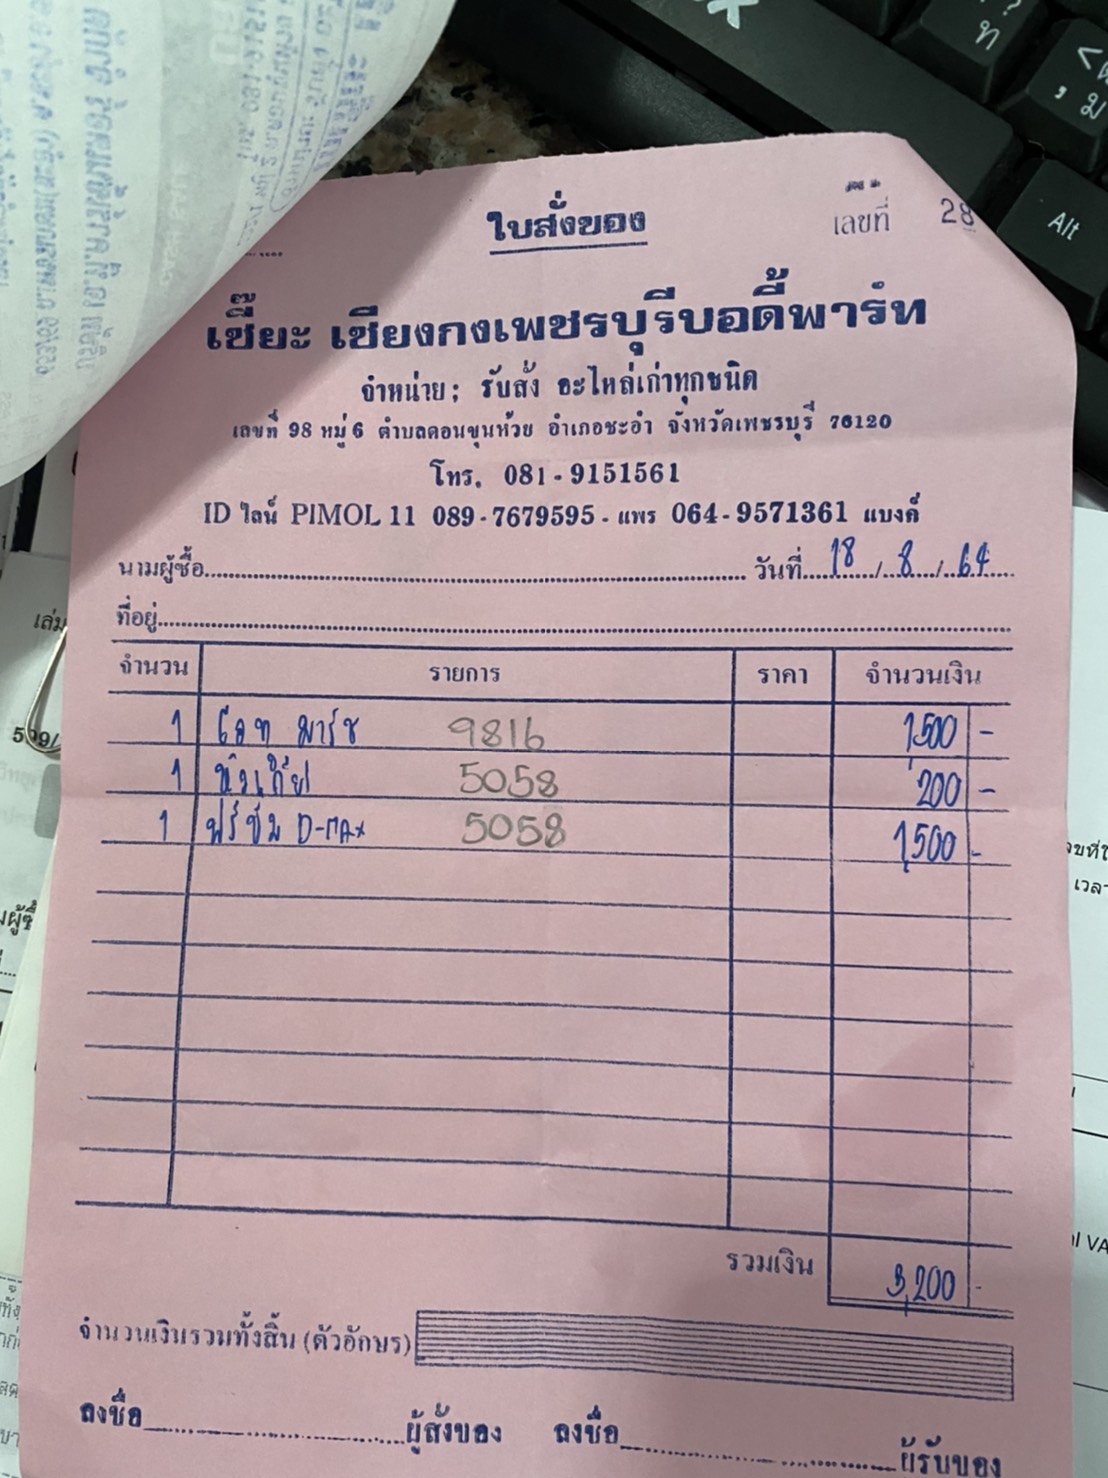 ใบสั่งของ
เลขที่ 28
เซี๊ยะ เซียงกงเพชรบุรีบอดี้พาร์ท
จำหน่าย; รับสั่ง อะไหล่เก่าทุกชนิด
เลขที่ 98 หมู่ 6 ตำบลดอนขุนห้วย อำเภอชะอำ จังหวัดเพชรบุรี 76120
โทร. 081-9151561
ID ไลน์ PIMOL 11 089-7679595 - แพร 064-9571361 แบงค์
นามผู้ซื้อ วันที่ 18/8/64
ที่อยู่
จำนวน รายการ ราคา จำนวนเงิน
1 มาร์ช 9816 1,500 -
1 5058 200 -
1 D-MAX 5058 1,500 -
รวมเงิน 3,200 -
จำนวนเงินรวมทั้งสิ้น (ตัวอักษร)
ลงชื่อ ผู้สั่งของ ลงชื่อ ผู้รับของ
Alt